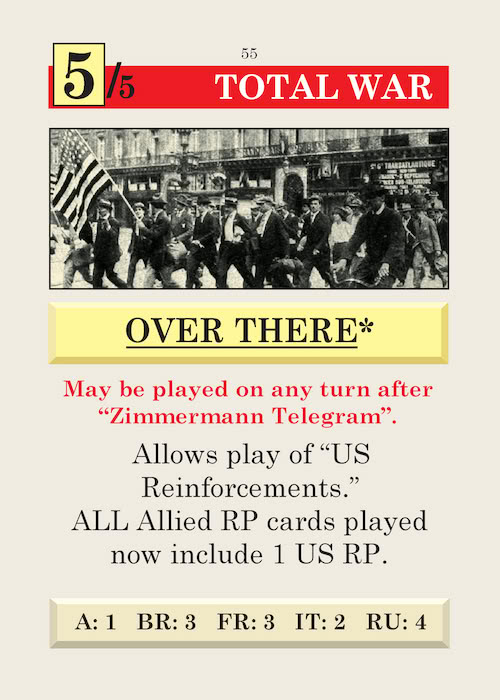 55
5/5
TOTAL WAR
TRANSATLANTIQUE
OVER THERE*
May be played on any turn after
“Zimmermann Telegram”.
Allows play of “US
Reinforcements.”
ALL Allied RP cards played
now include 1 US RP.
A: 1 BR: 3 FR: 3 IT: 2 RU: 4